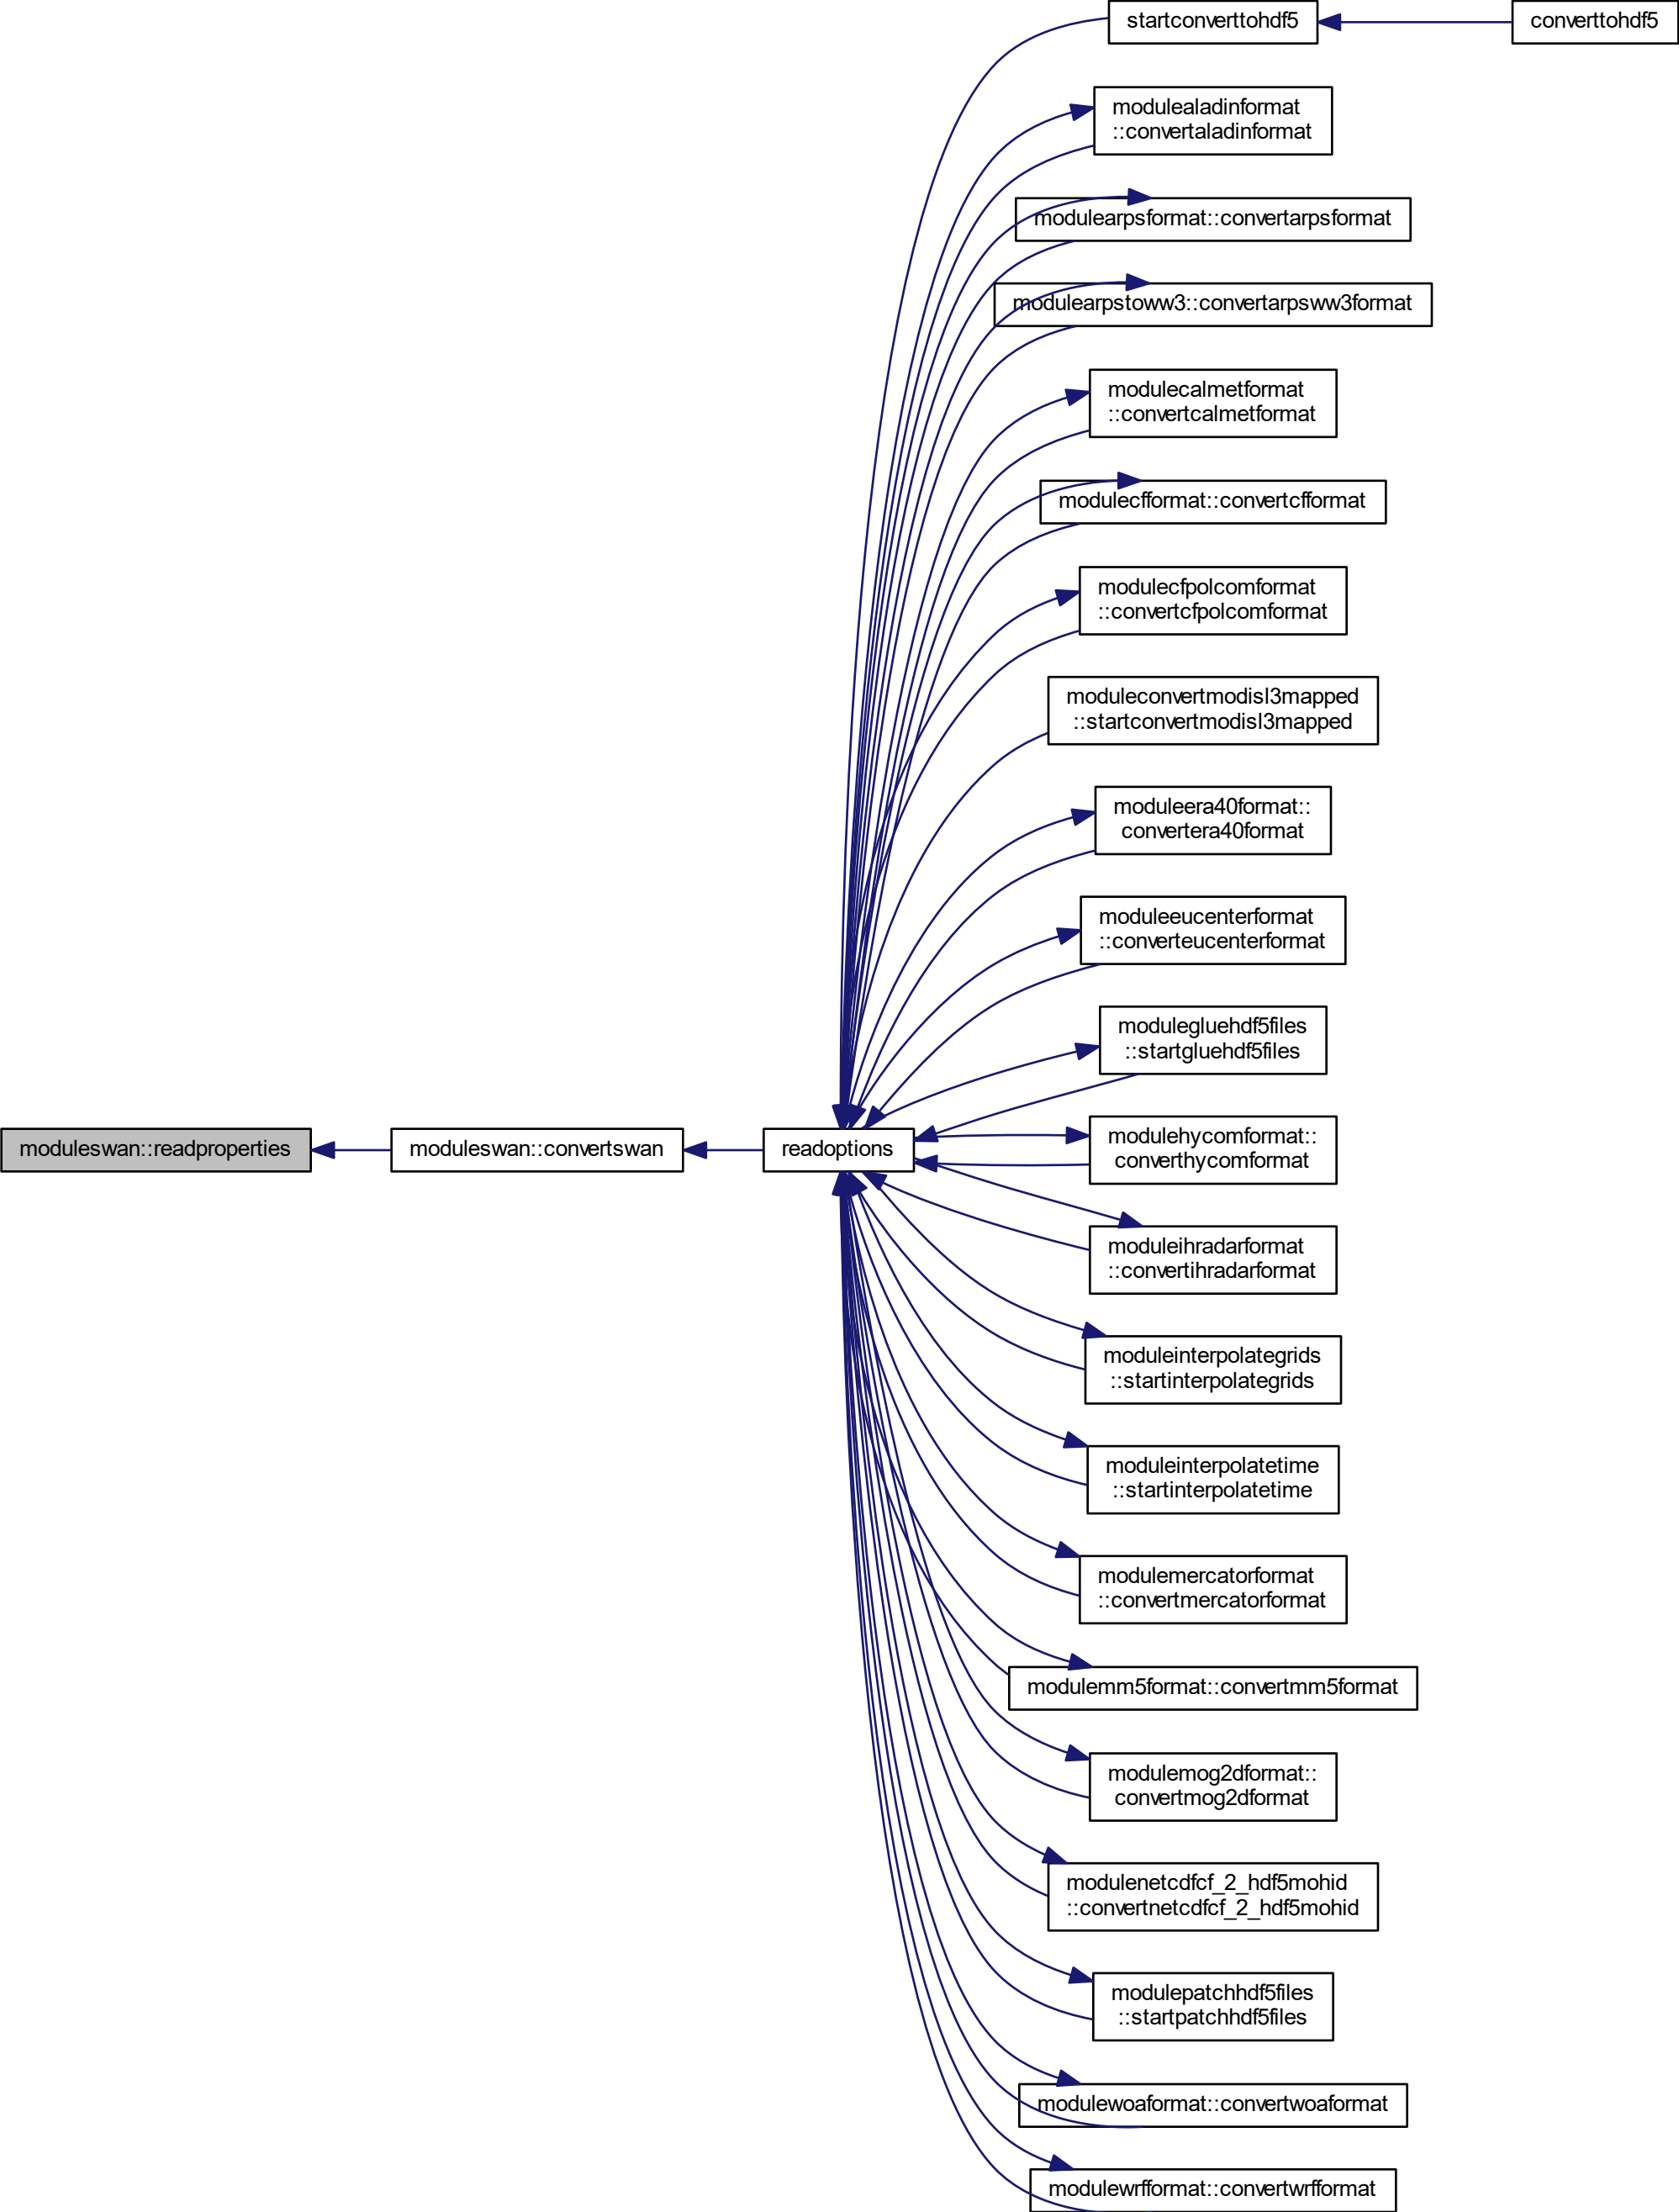 startconverttohdf5
converttohdf5
modulealadinformat
::convertaladinformat
modulearpsformat::convertarpsformat
modulearpstoww3::convertarpsww3format
modulecalmetformat
::convertcalmetformat
modulecfformat::convertcfformat
modulecfpolcomformat
::convertcfpolcomformat
moduleconvertmodisl3mapped
::startconvertmodisl3mapped
moduleera40format::
convertera40format
moduleeucenterformat
::converteucenterformat
modulegluehdf5files
::startgluehdf5files
moduleswan::readproperties
moduleswan::convertswan
readoptions
modulehycomformat::
converthycomformat
moduleihradarformat
::convertihradarformat
moduleinterpolategrids
::startinterpolategrids
moduleinterpolatetime
::startinterpolatetime
modulemercatorformat
::convertmercatorformat
modulemm5format::convertmm5format
modulemog2dformat::
convertmog2dformat
modulenetcdfcf_2_hdf5mohid
::convertnetcdfcf_2_hdf5mohid
modulepatchhdf5files
::startpatchhdf5files
modulewoaformat::convertwoaformat
modulewrfformat::convertwrfformat